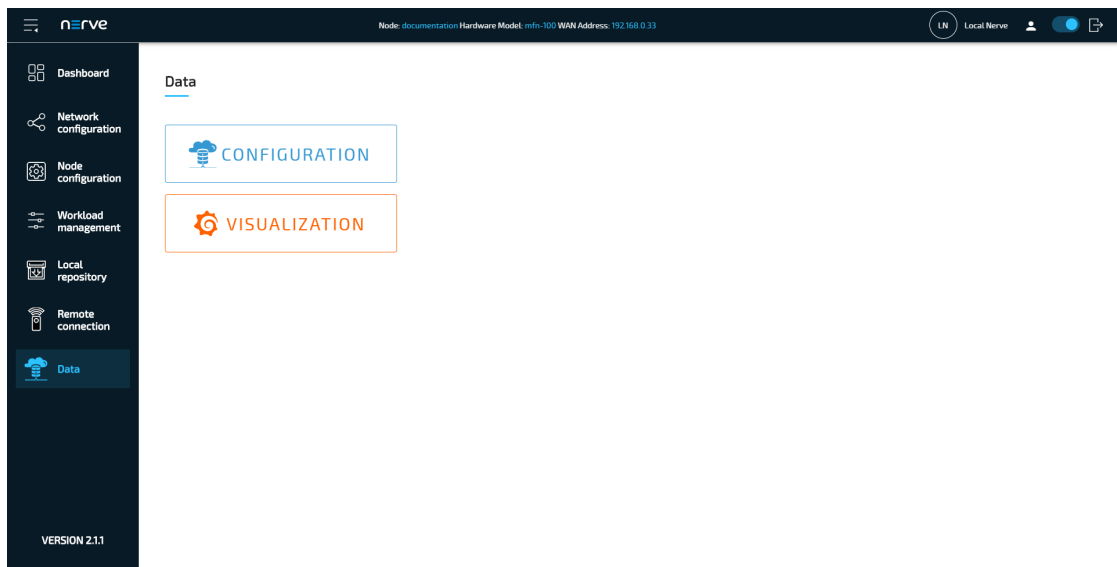 nerve
Node: documentation Hardware Model: mfn-100 WAN Address: 192.168.0.33
LN
Local Nerve
Dashboard
Network
configuration
Node
configuration
Workload
management
Local
repository
Remote
connection
Data
VERSION 2.1.1
Data
CONFIGURATION
VISUALIZATION